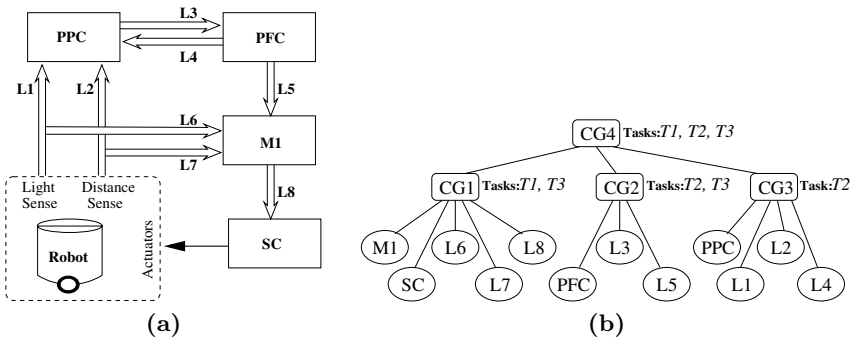 L3
PPC
PFC
L4
L1
L2
L5
L6
M1
L7
Light
Sense
Distance
Sense
L8
Robot
Actuators
SC
(a)
CG4 Tasks:T1, T2, T3
CG1 Tasks:T1, T3
CG2 Tasks:T2, T3
CG3 Tasks:T2
M1
L6
L8
L3
PPC
L2
SC
L7
PFC
L5
L1
L4
(b)